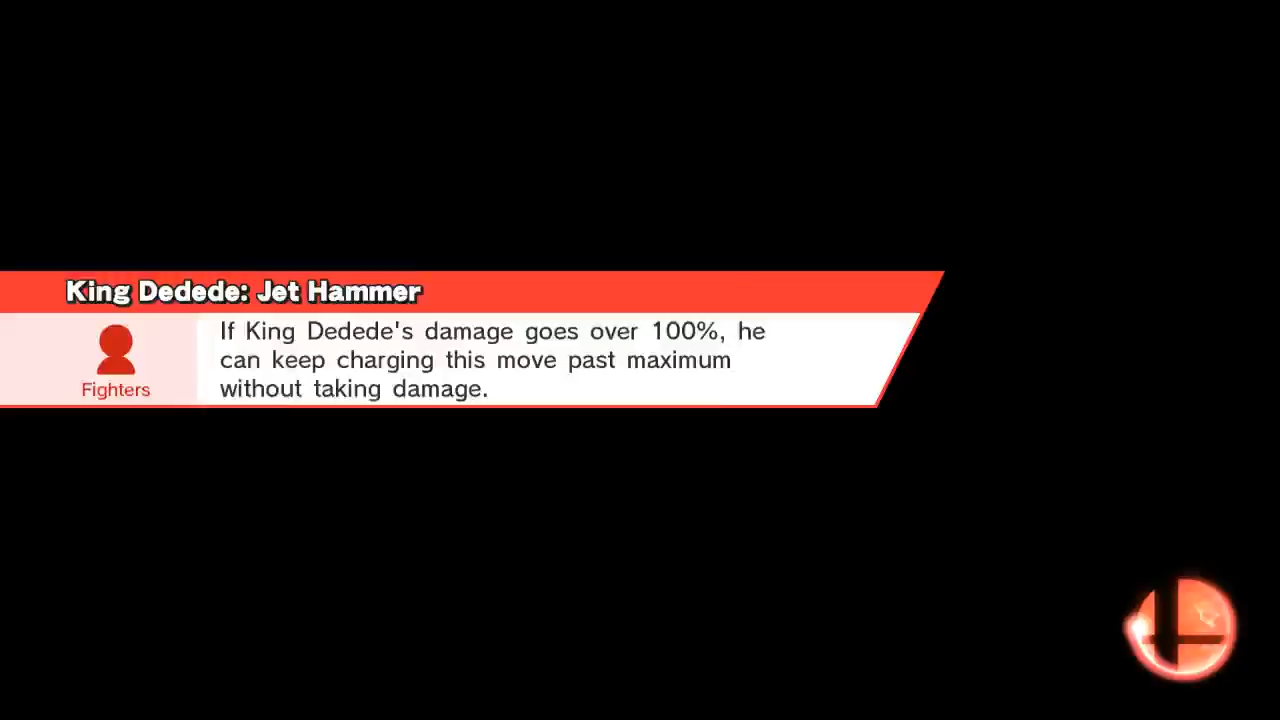 King Dedede: Jet Hammer
Fighters
If King Dedede's damage goes over 100%, he
can keep charging this move past maximum
without taking damage.